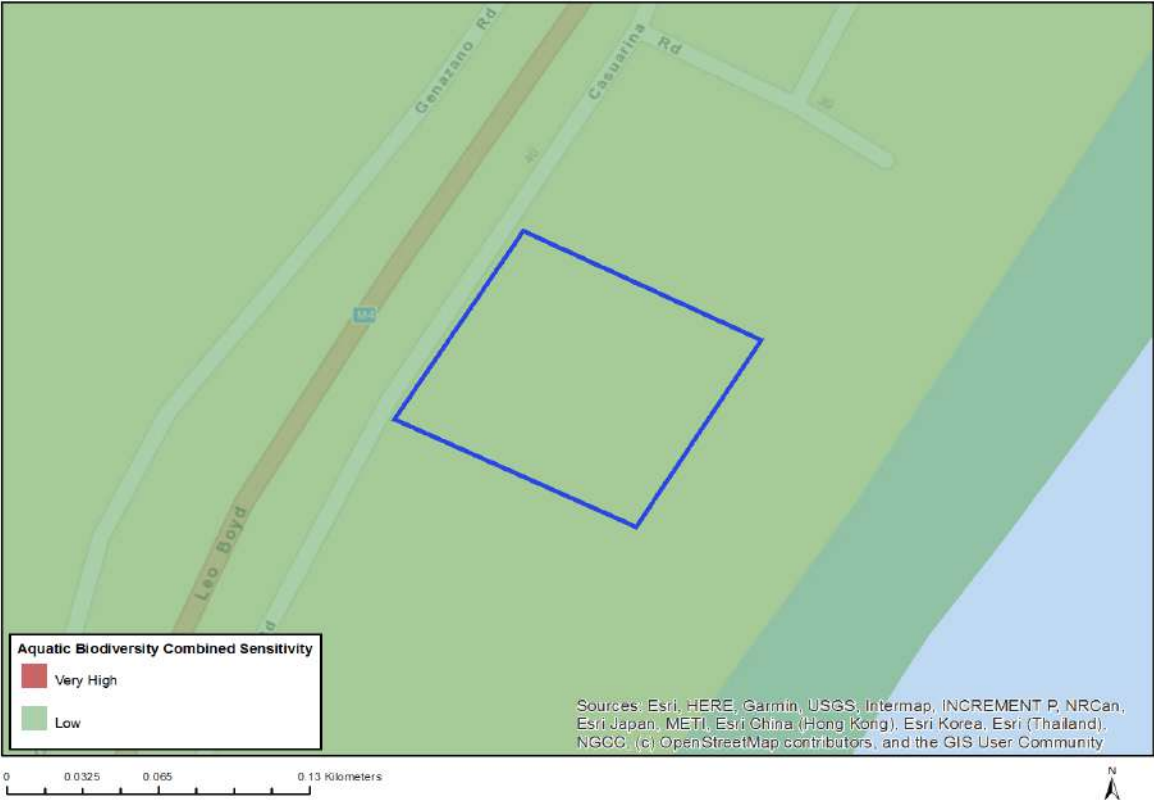 Genazano Rd
Casuarina
Rd
M4
Leo Boyd
Rd
Aquatic Biodiversity Combined Sensitivity
Very High
Low
Sources: Esri, HERE, Garmin, USGS, Intermap, INCREMENT P, NRCan,
Esri Japan, METI, Esri China (Hong Kong), Esri Korea, Esri (Thailand),
NGCC, (c) OpenStreetMap contributors, and the GIS User Community
0 0.0325 0.065 0.13 Kilometers
N